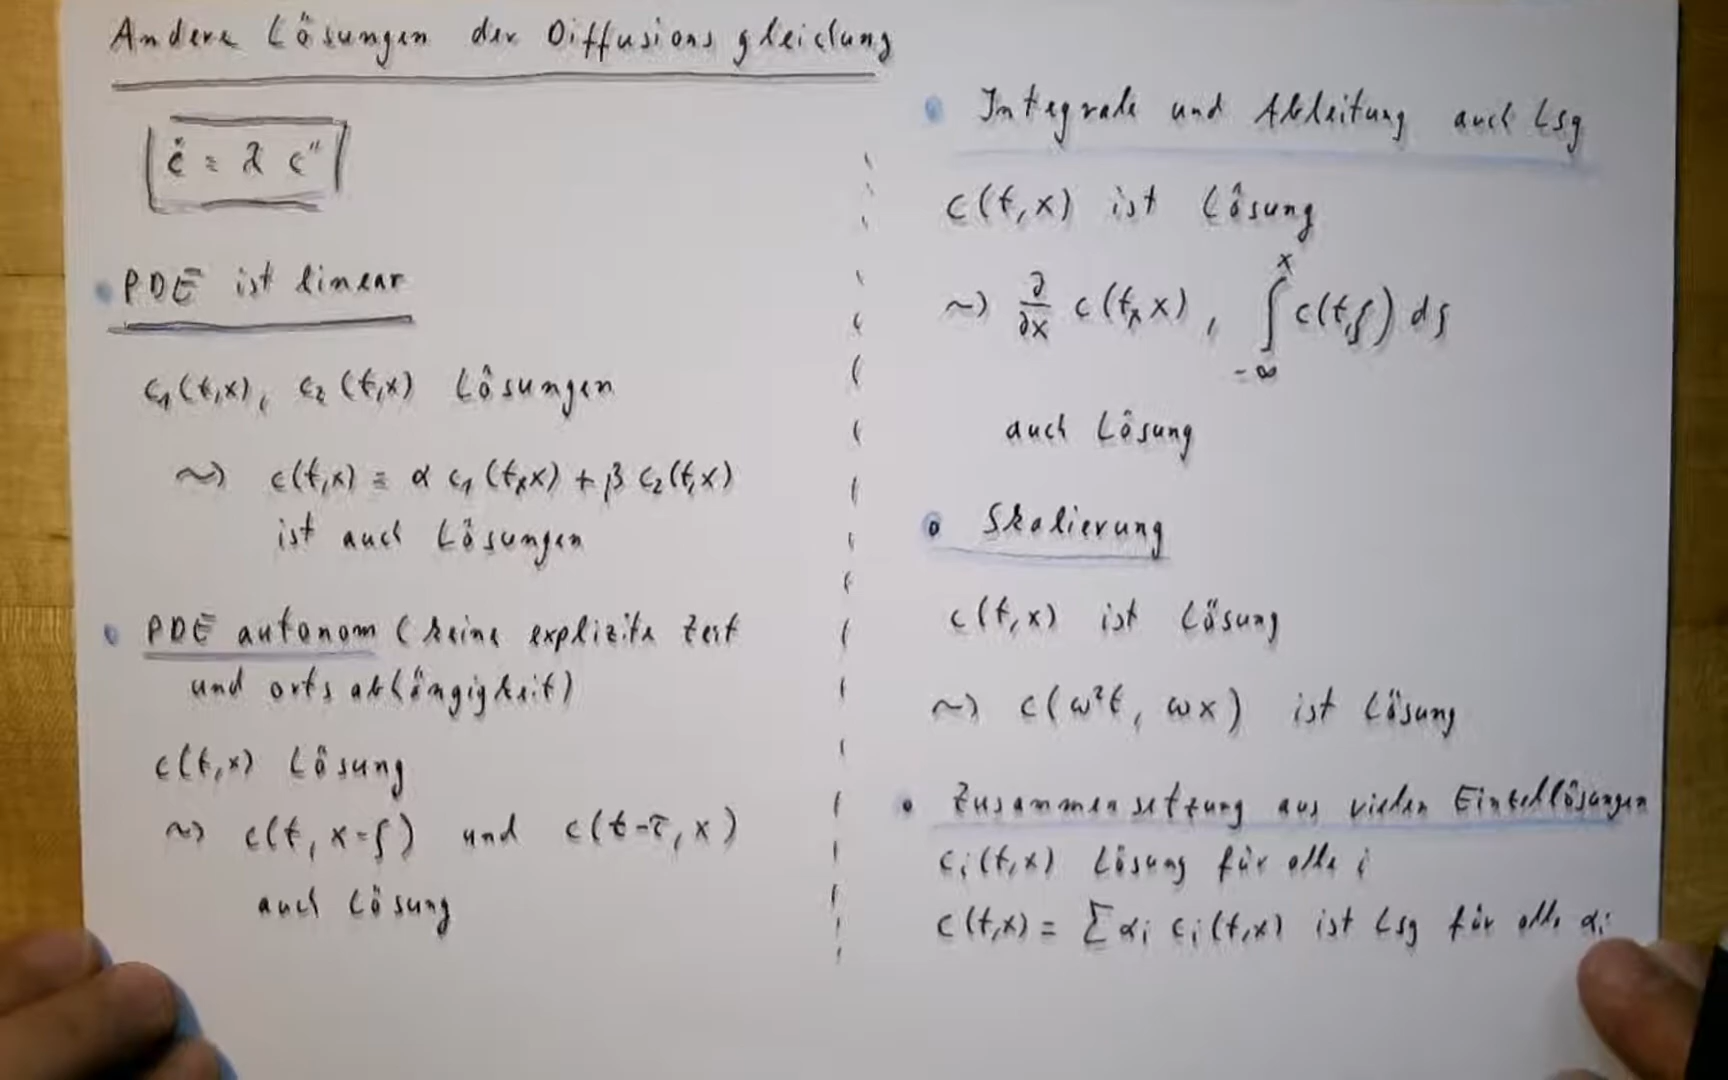 Andere Lösungen der Diffusionsgleichung
ċ = λ c"
• PDE ist linear
c₁(t,x), c₂(t,x) Lösungen
~> c(t,x) = α c₁(t,x) + β c₂(t,x)
ist auch Lösungen
• PDE autonom (keine explizite Zeit
und ortsabhängigkeit)
c(t,x) Lösung
~> c(t, x-ξ) und c(t-τ, x)
auch Lösung
• Integrale und Ableitung auch Lsg
c(t,x) ist Lösung
~> ∂/∂x c(t,x), ∫_{-∞}^{x} c(t,ξ) dξ
auch Lösung
• Skalierung
c(t,x) ist Lösung
~> c(ω²t, ωx) ist Lösung
• Zusammensetzung aus vielen Einzellösungen
cᵢ(t,x) Lösung für alle i
c(t,x) = Σ αᵢ cᵢ(t,x) ist Lsg für alle αᵢ